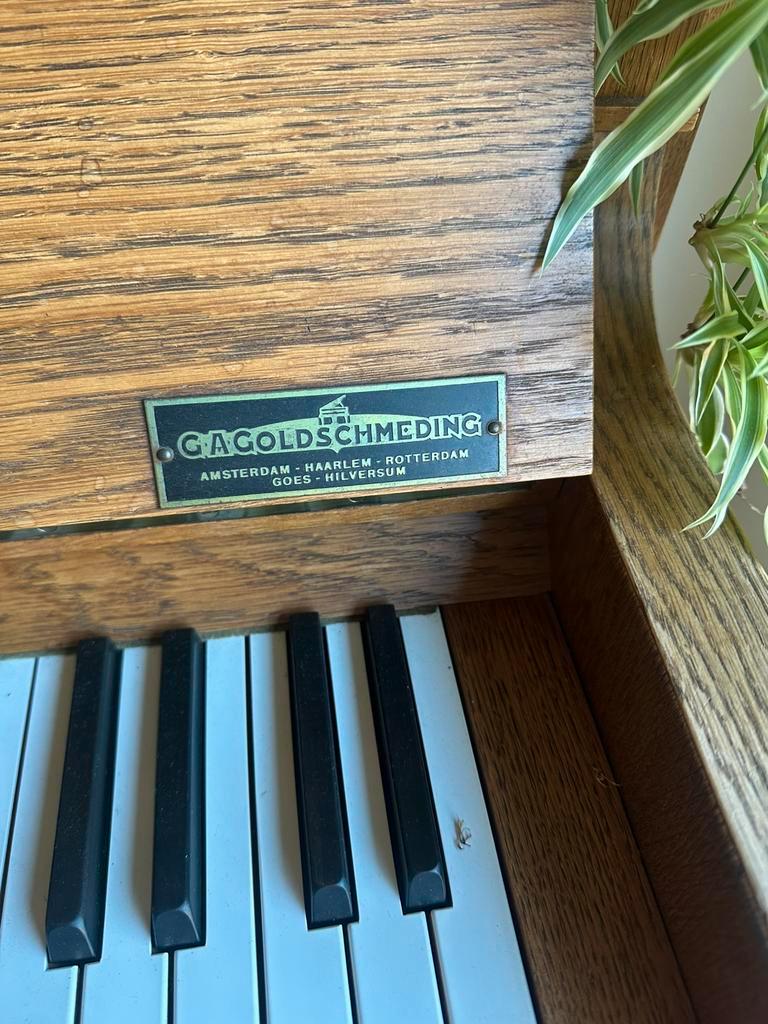 G·A·GOLDSCHMEDING
AMSTERDAM - HAARLEM - ROTTERDAM
GOES - HILVERSUM